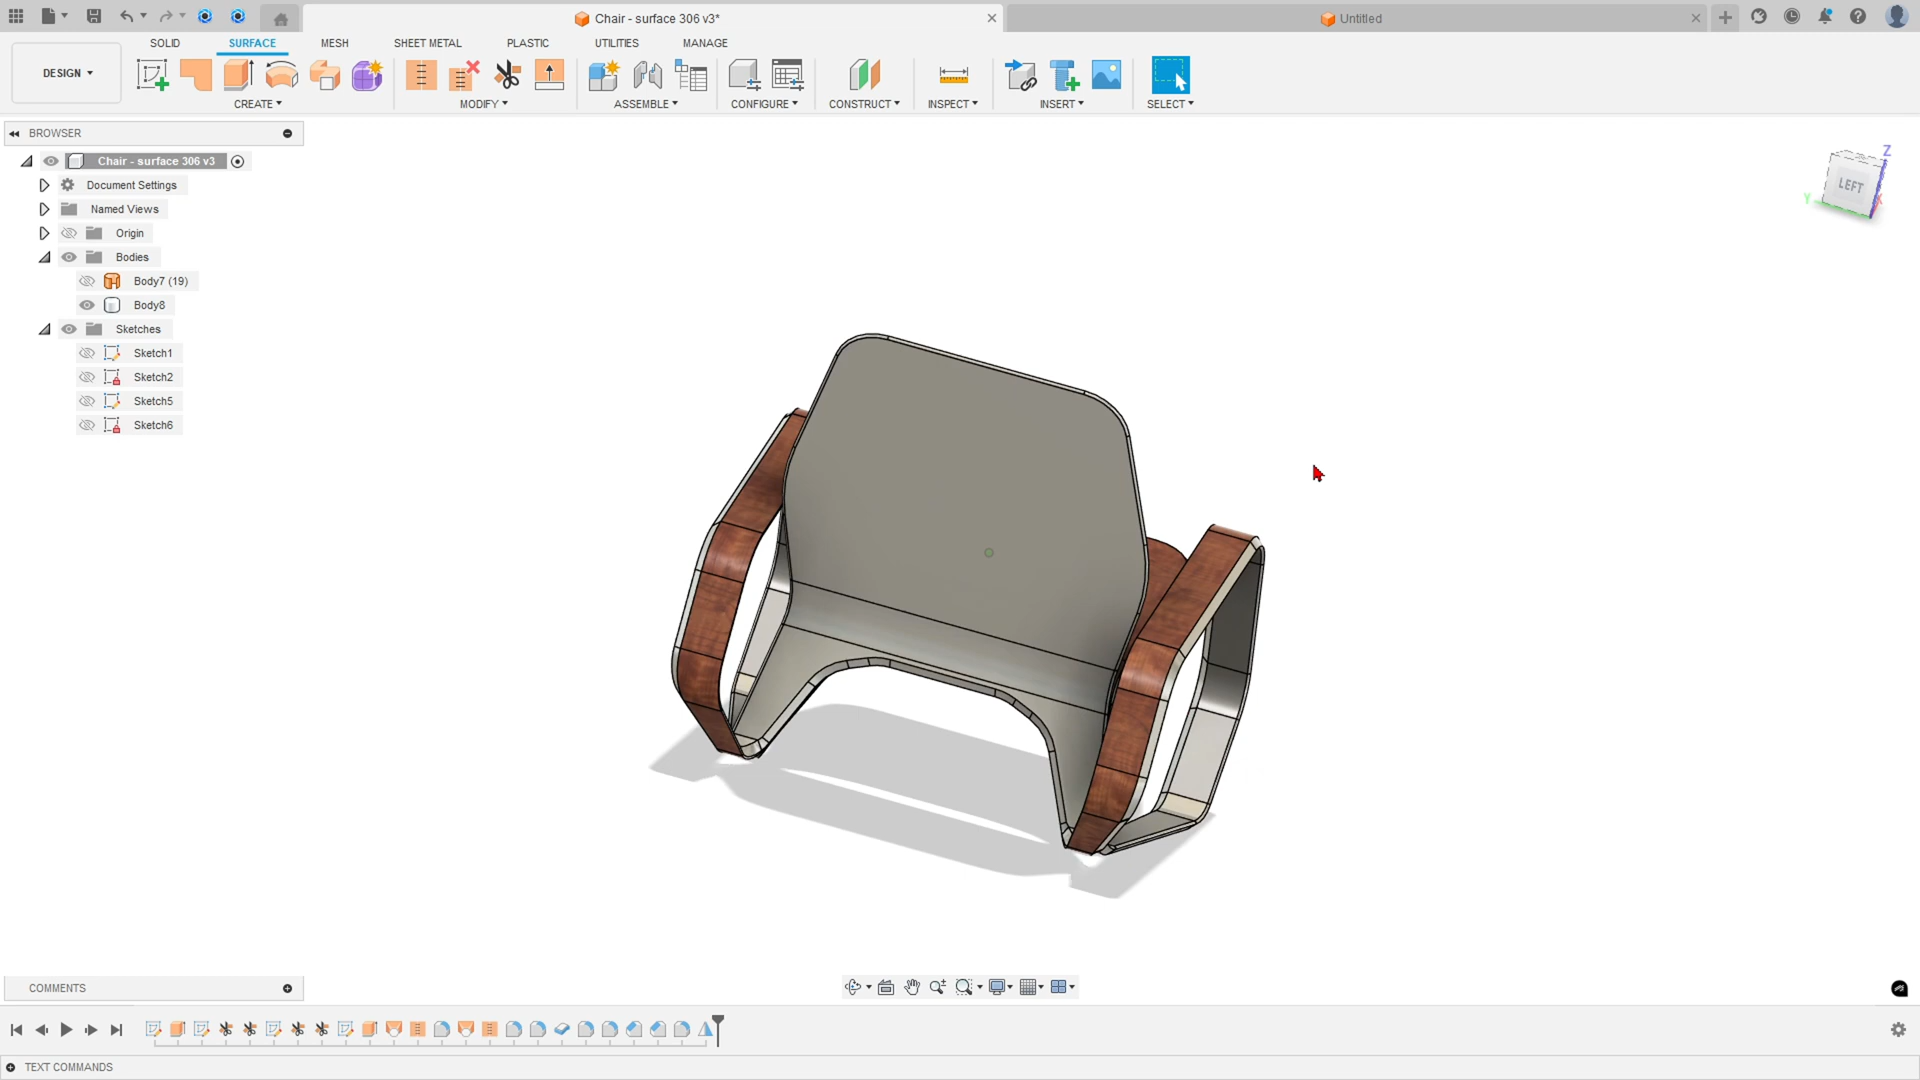 Chair - surface 306 v3*
Untitled
SOLID
SURFACE
MESH
SHEET METAL
PLASTIC
UTILITIES
MANAGE
DESIGN
CREATE
MODIFY
ASSEMBLE
CONFIGURE
CONSTRUCT
INSPECT
INSERT
SELECT
BROWSER
Chair - surface 306 v3
Document Settings
Named Views
Origin
Bodies
Body7 (19)
Body8
Sketches
Sketch1
Sketch2
Sketch5
Sketch6
Z
LEFT
Y
X
COMMENTS
TEXT COMMANDS